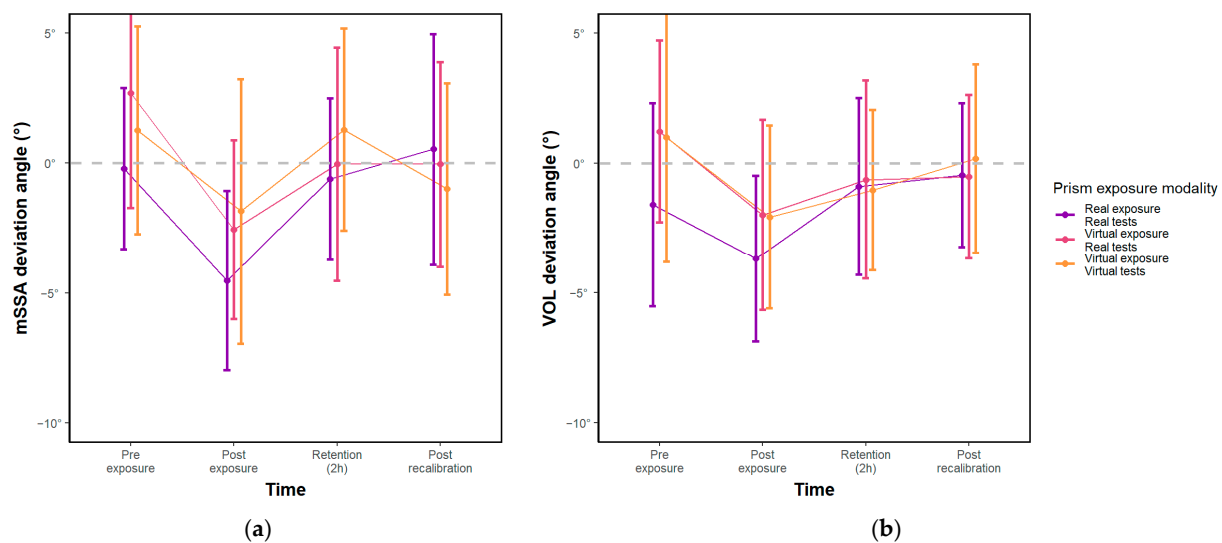 mSSA deviation angle (°)
5°
0°
−5°
−10°
Pre
exposure
Post
exposure
Retention
(2h)
Post
recalibration
Time
(a)
VOL deviation angle (°)
5°
0°
−5°
−10°
Pre
exposure
Post
exposure
Retention
(2h)
Post
recalibration
Time
(b)
Prism exposure modality
Real exposure
Real tests
Virtual exposure
Real tests
Virtual exposure
Virtual tests